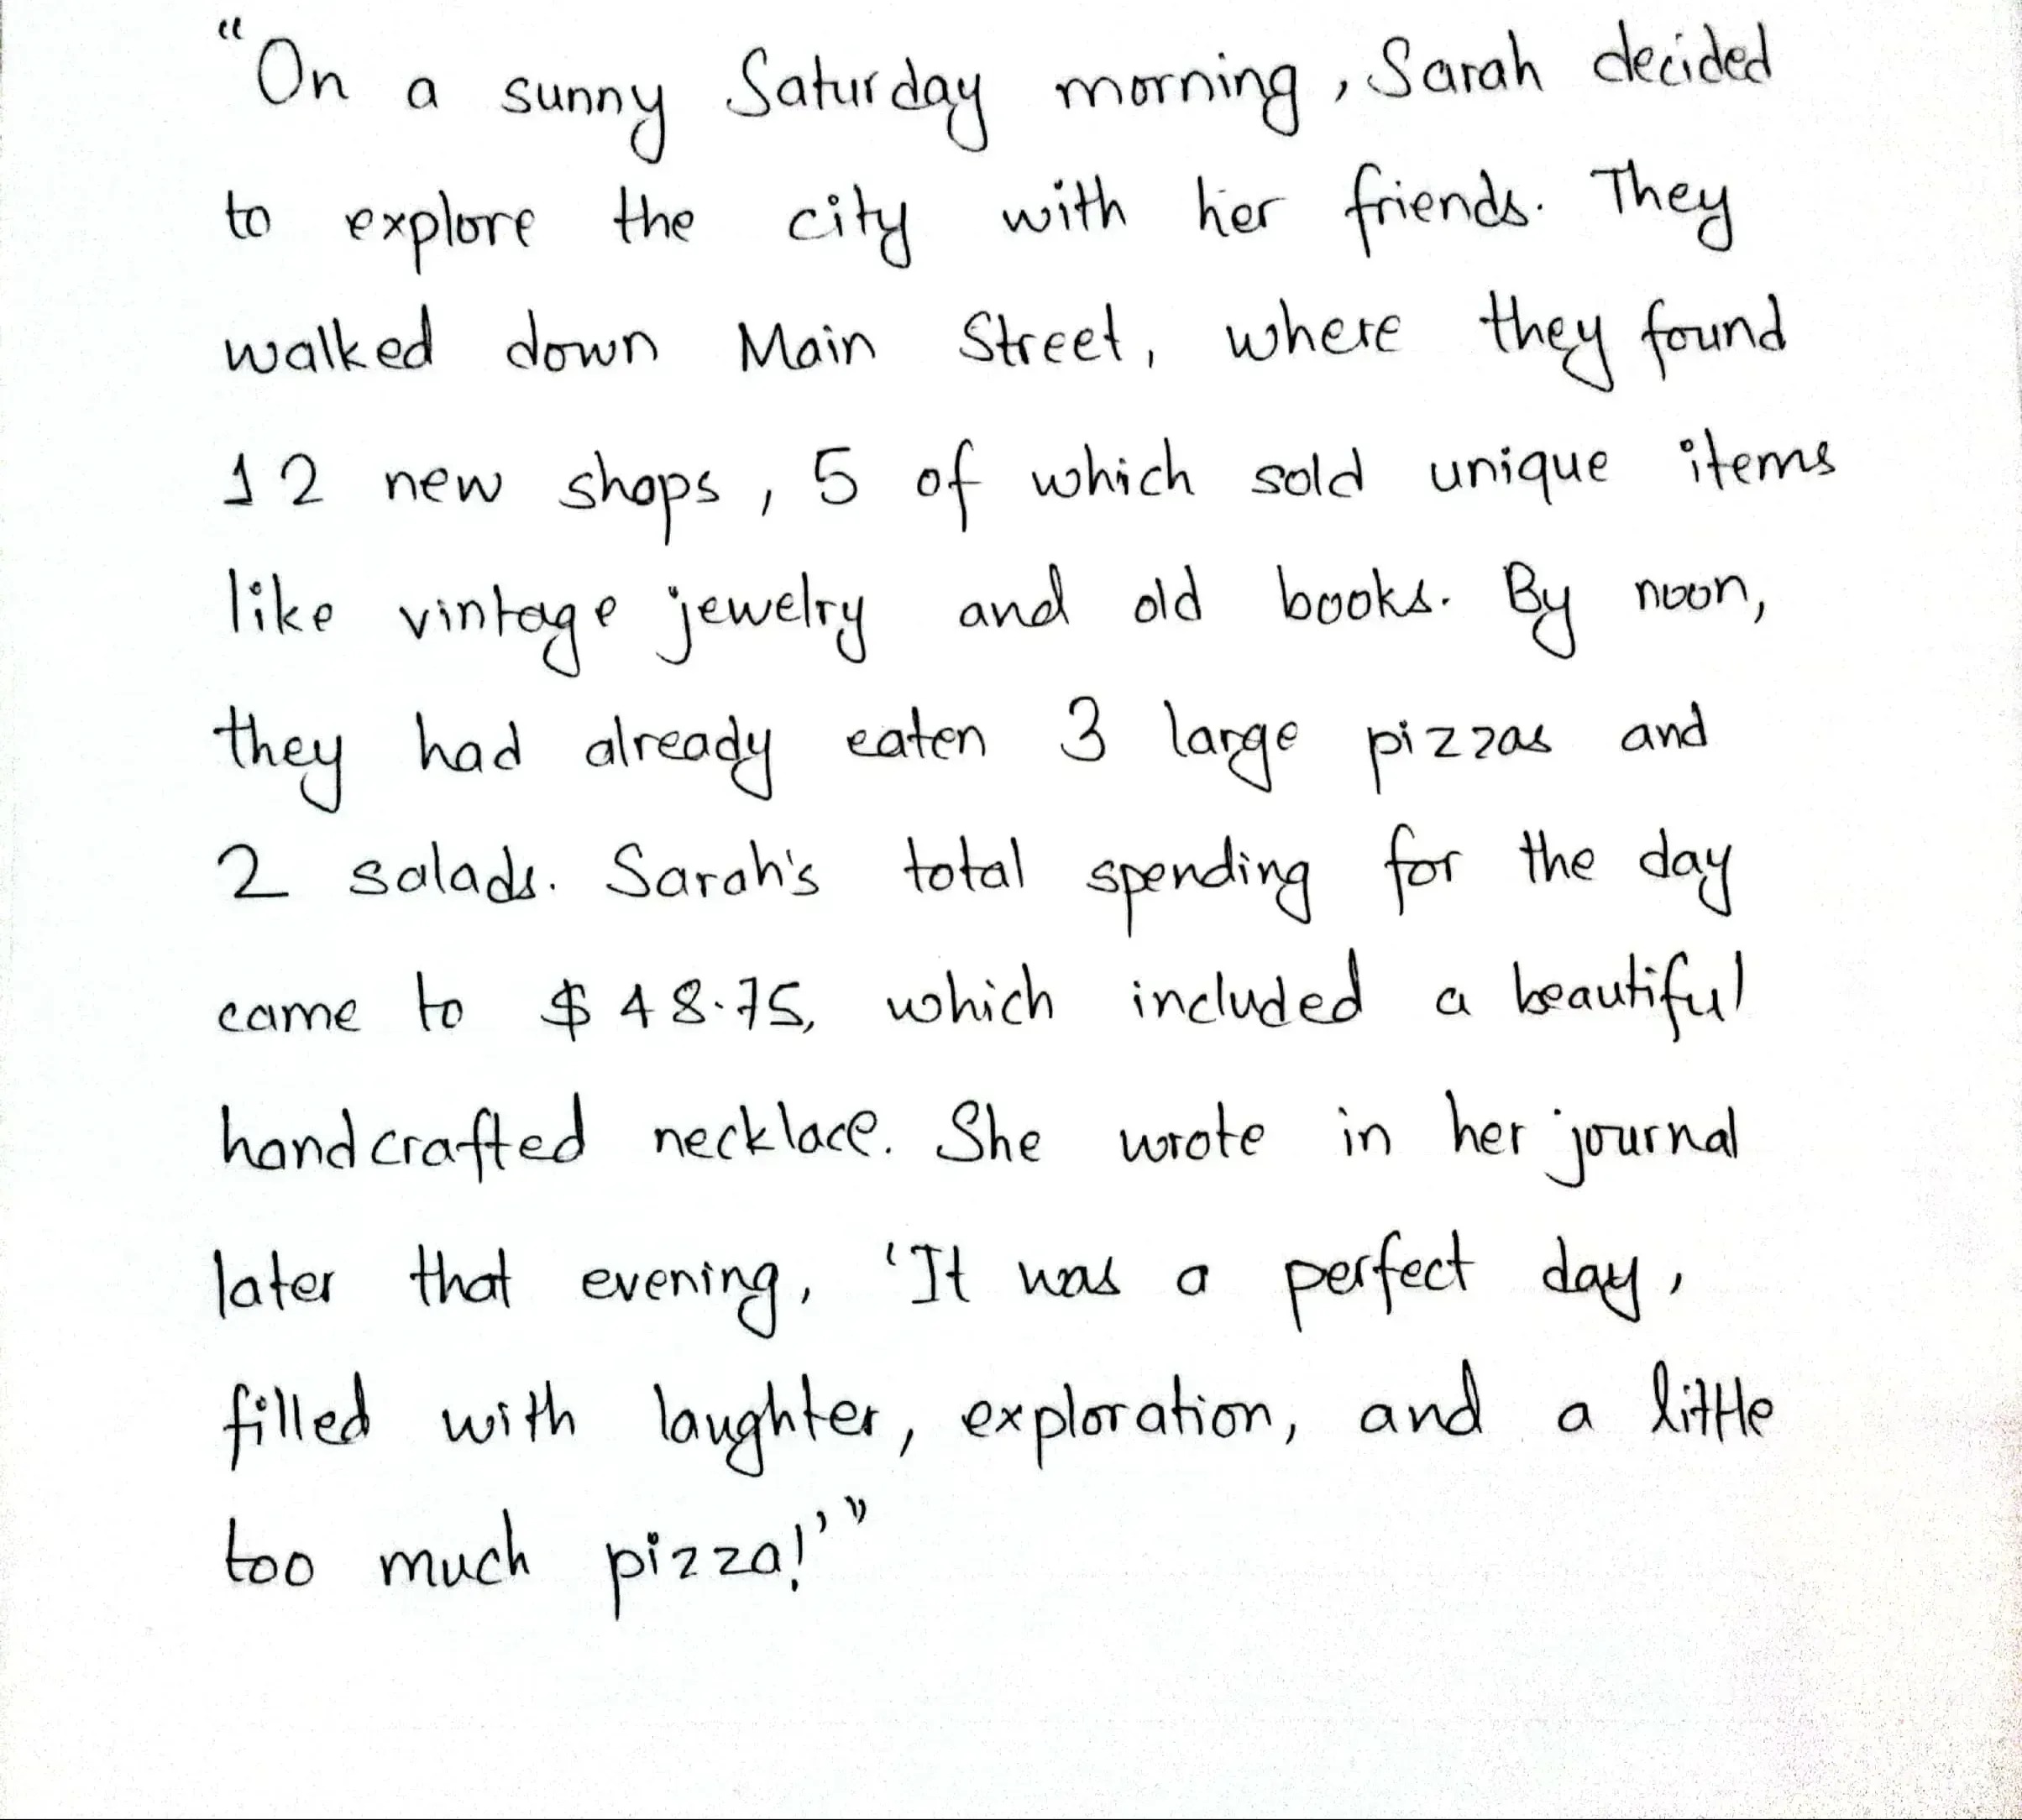 "On a sunny Saturday morning, Sarah decided
to explore the city with her friends. They
walked down Main Street, where they found
12 new shops, 5 of which sold unique items
like vintage jewelry and old books. By noon,
they had already eaten 3 large pizzas and
2 salads. Sarah's total spending for the day
came to $48.75, which included a beautiful
handcrafted necklace. She wrote in her journal
later that evening, 'It was a perfect day,
filled with laughter, exploration, and a little
too much pizza!'"